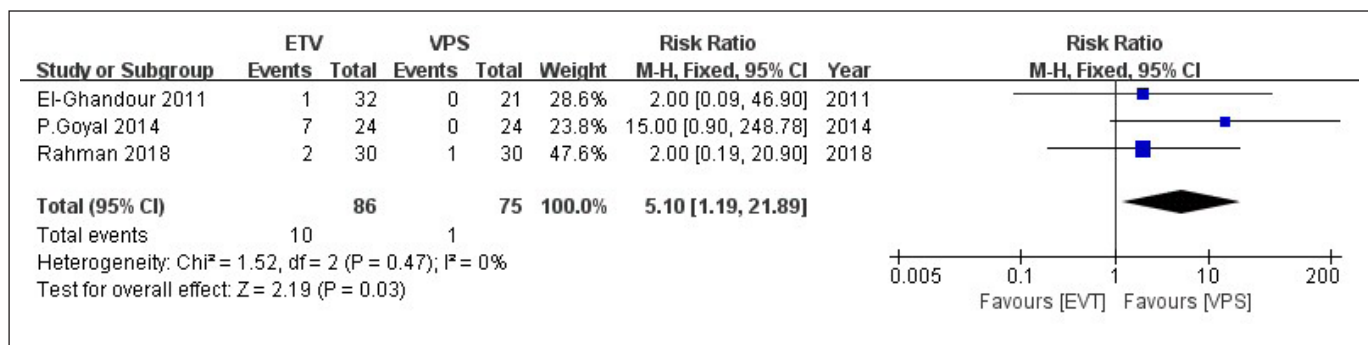 ETV VPS Risk Ratio Risk Ratio
Study or Subgroup Events Total Events Total Weight M-H, Fixed, 95% CI Year M-H, Fixed, 95% CI
El-Ghandour 2011 1 32 0 21 28.6% 2.00 [0.09, 46.90] 2011
P.Goyal 2014 7 24 0 24 23.8% 15.00 [0.90, 248.78] 2014
Rahman 2018 2 30 1 30 47.6% 2.00 [0.19, 20.90] 2018
Total (95% CI) 86 75 100.0% 5.10 [1.19, 21.89]
Total events 10 1
Heterogeneity: Chi² = 1.52, df = 2 (P = 0.47); I² = 0%
Test for overall effect: Z = 2.19 (P = 0.03)
0.005 0.1 1 10 200
Favours [EVT] Favours [VPS]